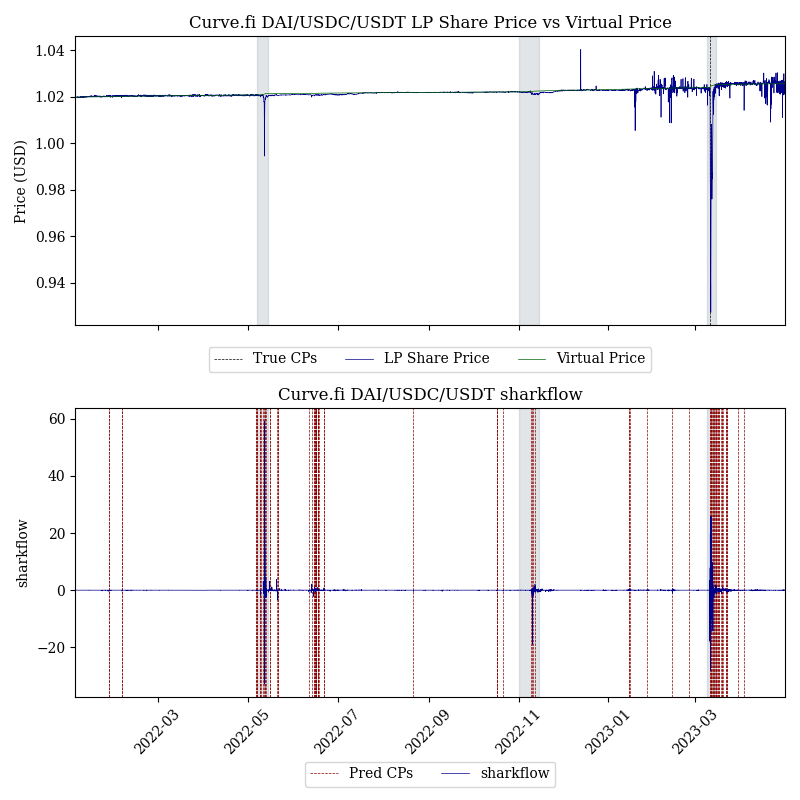 Curve.fi DAI/USDC/USDT LP Share Price vs Virtual Price
Price (USD)
1.04
1.02
1.00
0.98
0.96
0.94
True CPs
LP Share Price
Virtual Price
Curve.fi DAI/USDC/USDT sharkflow
sharkflow
60
40
20
0
−20
2022-03
2022-05
2022-07
2022-09
2022-11
2023-01
2023-03
Pred CPs
sharkflow